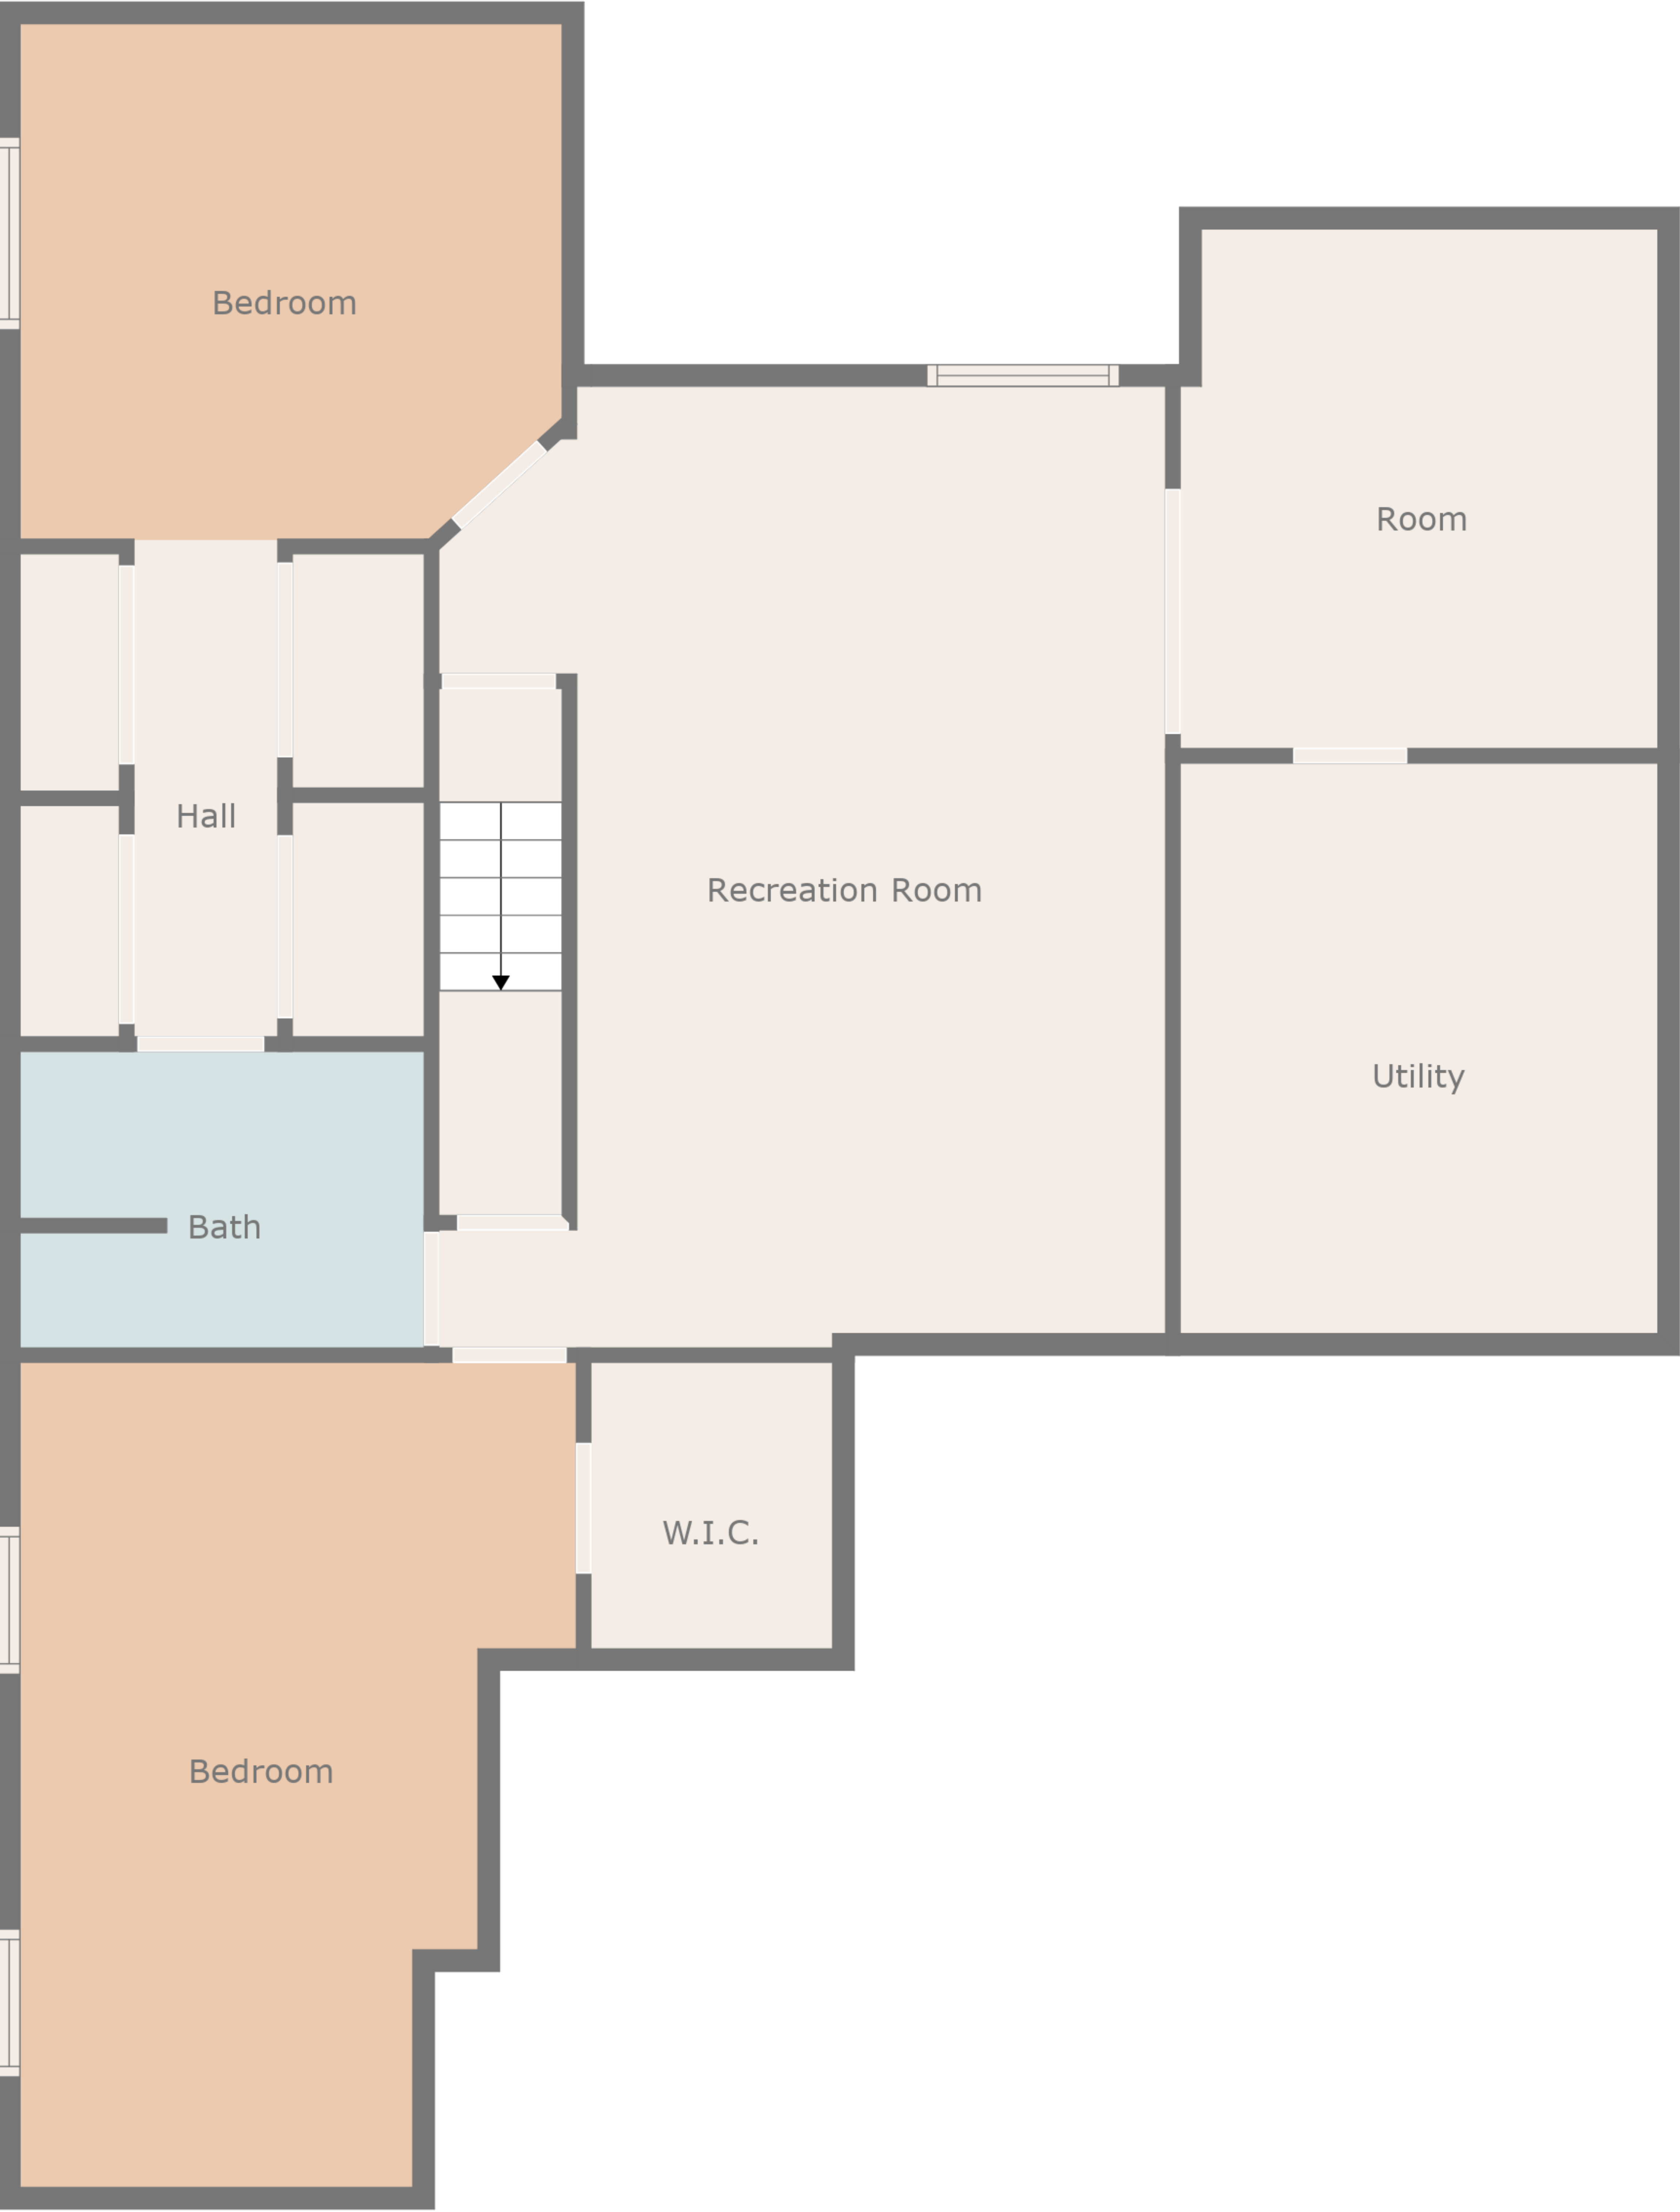 Bedroom
Room
Hall
Recreation Room
Utility
Bath
W.I.C.
Bedroom